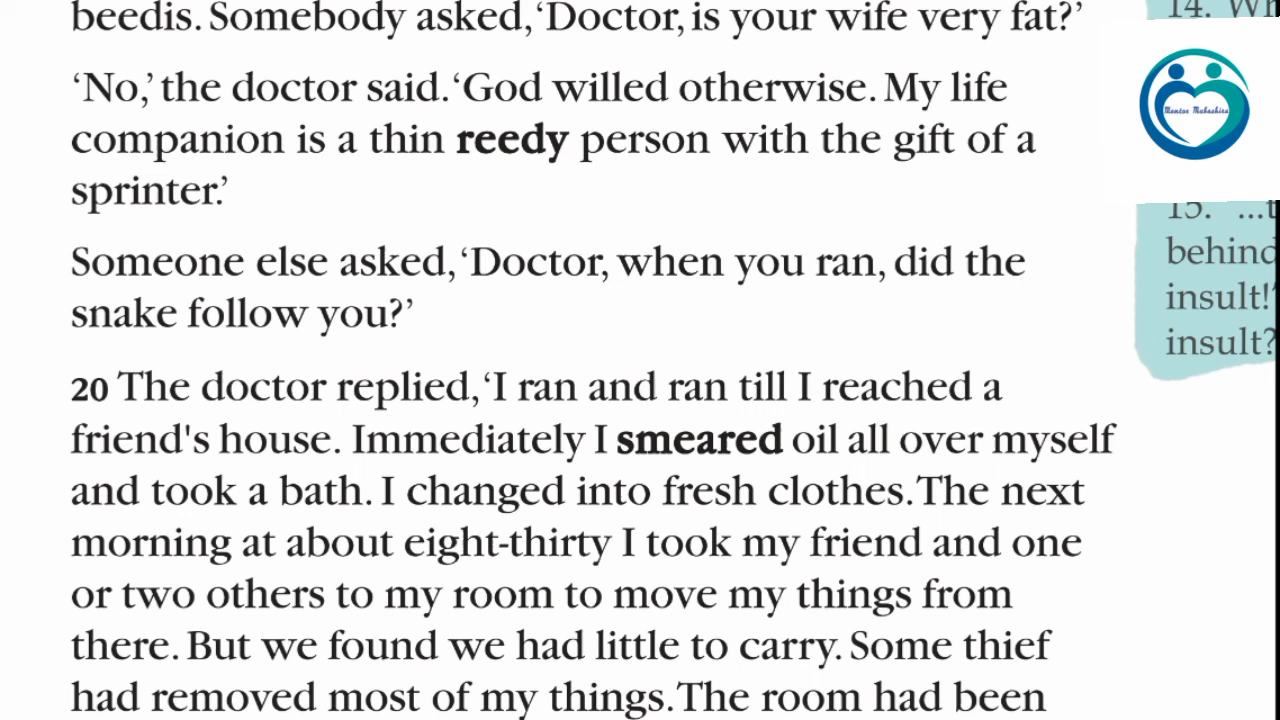 beedis. Somebody asked, ‘Doctor, is your wife very fat?’
‘No,’ the doctor said. ‘God willed otherwise. My life
companion is a thin reedy person with the gift of a
sprinter.’
Someone else asked, ‘Doctor, when you ran, did the
snake follow you?’
20 The doctor replied, ‘I ran and ran till I reached a
friend's house. Immediately I smeared oil all over myself
and took a bath. I changed into fresh clothes. The next
morning at about eight-thirty I took my friend and one
or two others to my room to move my things from
there. But we found we had little to carry. Some thief
had removed most of my things. The room had been
14.
Mentor Mubashira
15. ...
behind
insult!’
insult?